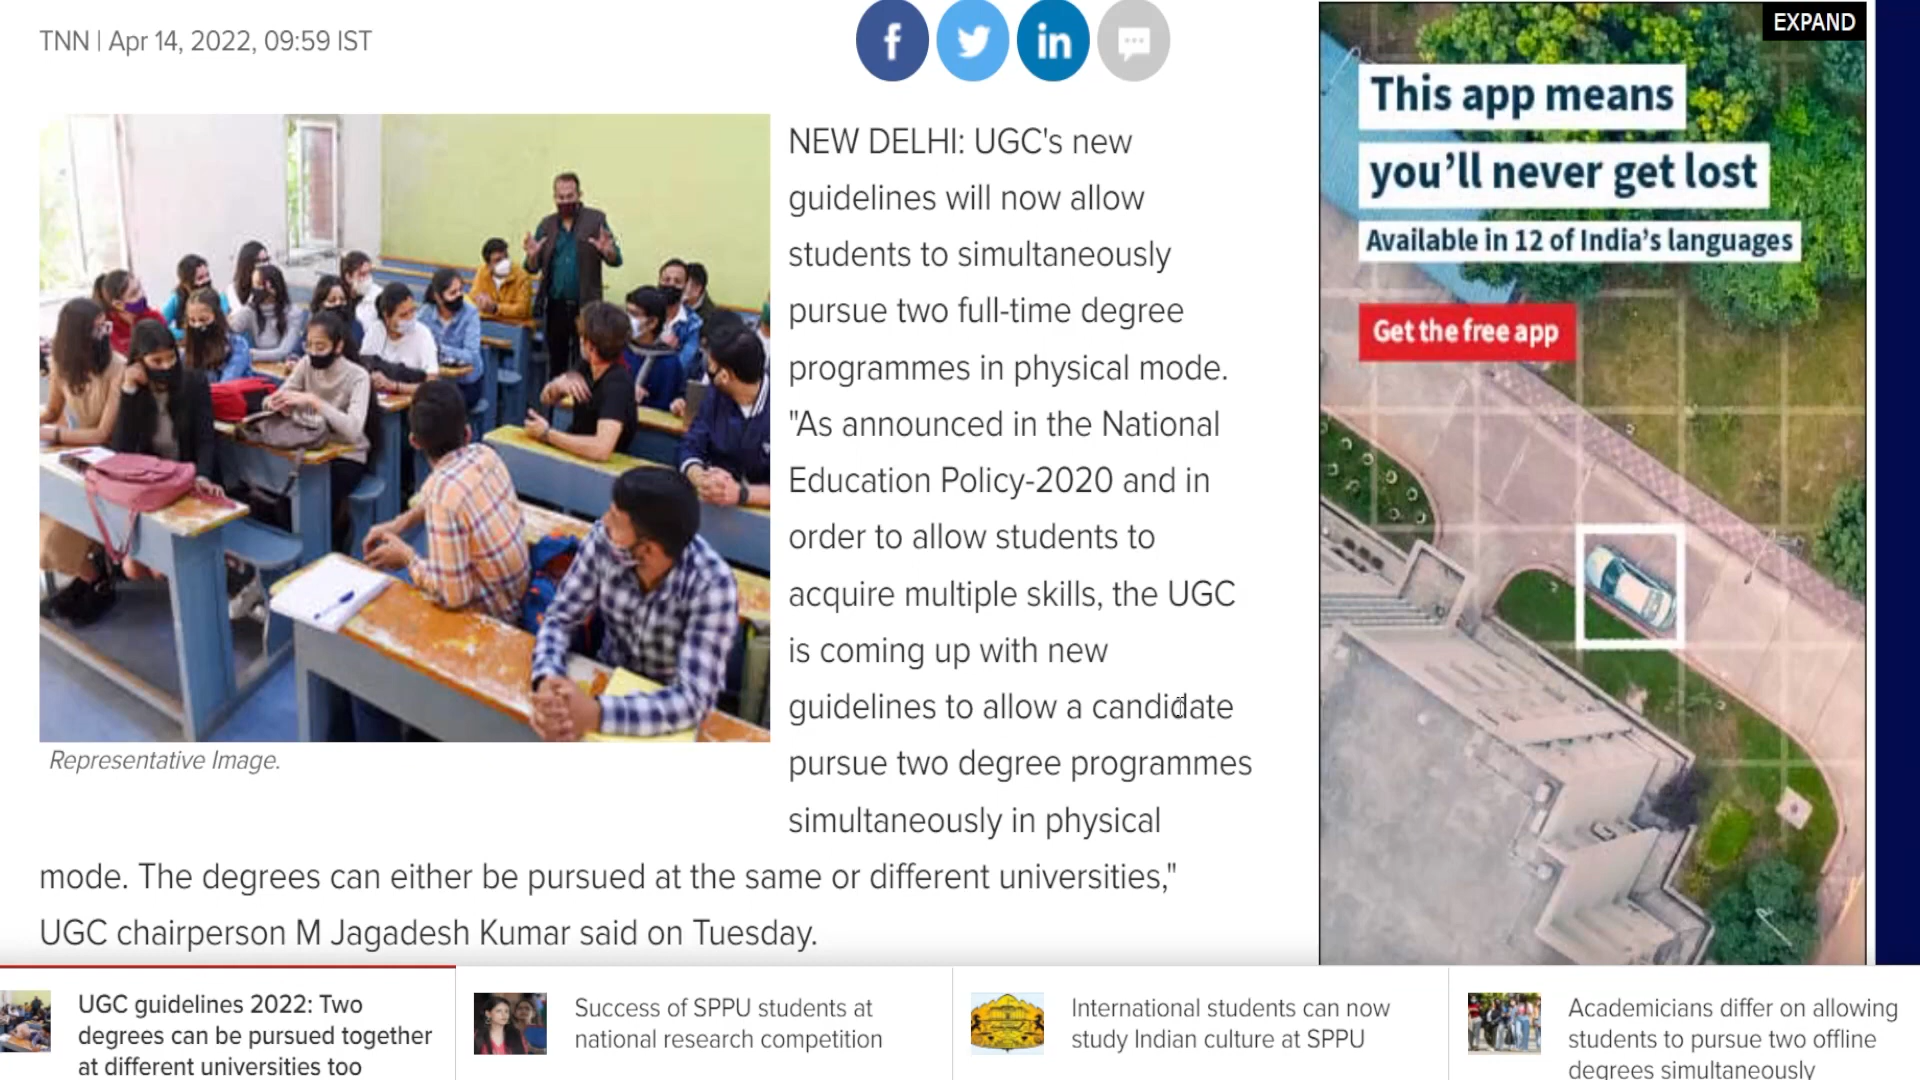 TNN | Apr 14, 2022, 09:59 IST
NEW DELHI: UGC's new
guidelines will now allow
students to simultaneously
pursue two full-time degree
programmes in physical mode.
"As announced in the National
Education Policy-2020 and in
order to allow students to
acquire multiple skills, the UGC
is coming up with new
guidelines to allow a candidate
pursue two degree programmes
simultaneously in physical
mode. The degrees can either be pursued at the same or different universities,"
UGC chairperson M Jagadesh Kumar said on Tuesday.
Representative Image.
EXPAND
This app means
you'll never get lost
Available in 12 of India's languages
Get the free app
UGC guidelines 2022: Two
degrees can be pursued together
at different universities too
Success of SPPU students at
national research competition
International students can now
study Indian culture at SPPU
Academicians differ on allowing
students to pursue two offline
degrees simultaneously